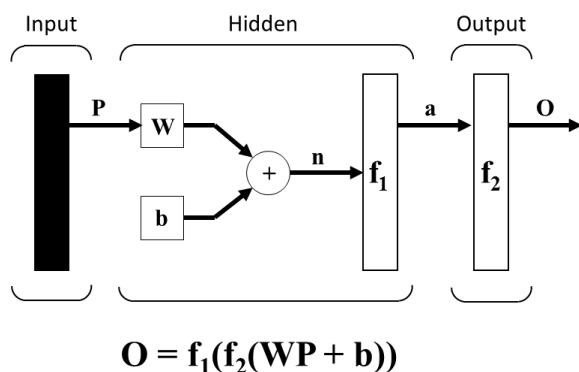 Input Hidden Output
P W a O
+ n f₁ f₂
b
O = f₁(f₂(WP + b))